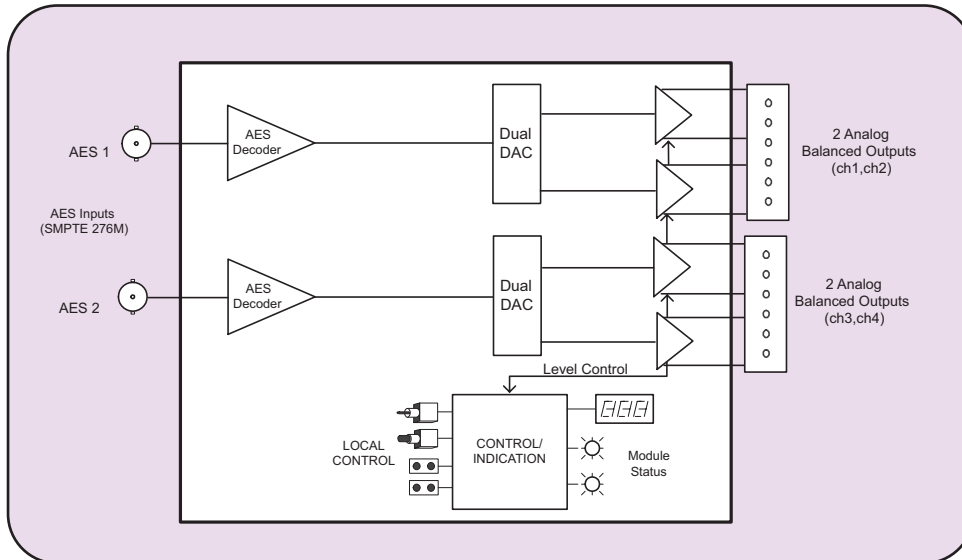 AES 1
AES
Decoder
Dual
DAC
2 Analog
Balanced Outputs
(ch1,ch2)
AES Inputs
(SMPTE 276M)
AES 2
AES
Decoder
Dual
DAC
2 Analog
Balanced Outputs
(ch3,ch4)
Level Control
LOCAL
CONTROL
CONTROL/
INDICATION
Module
Status